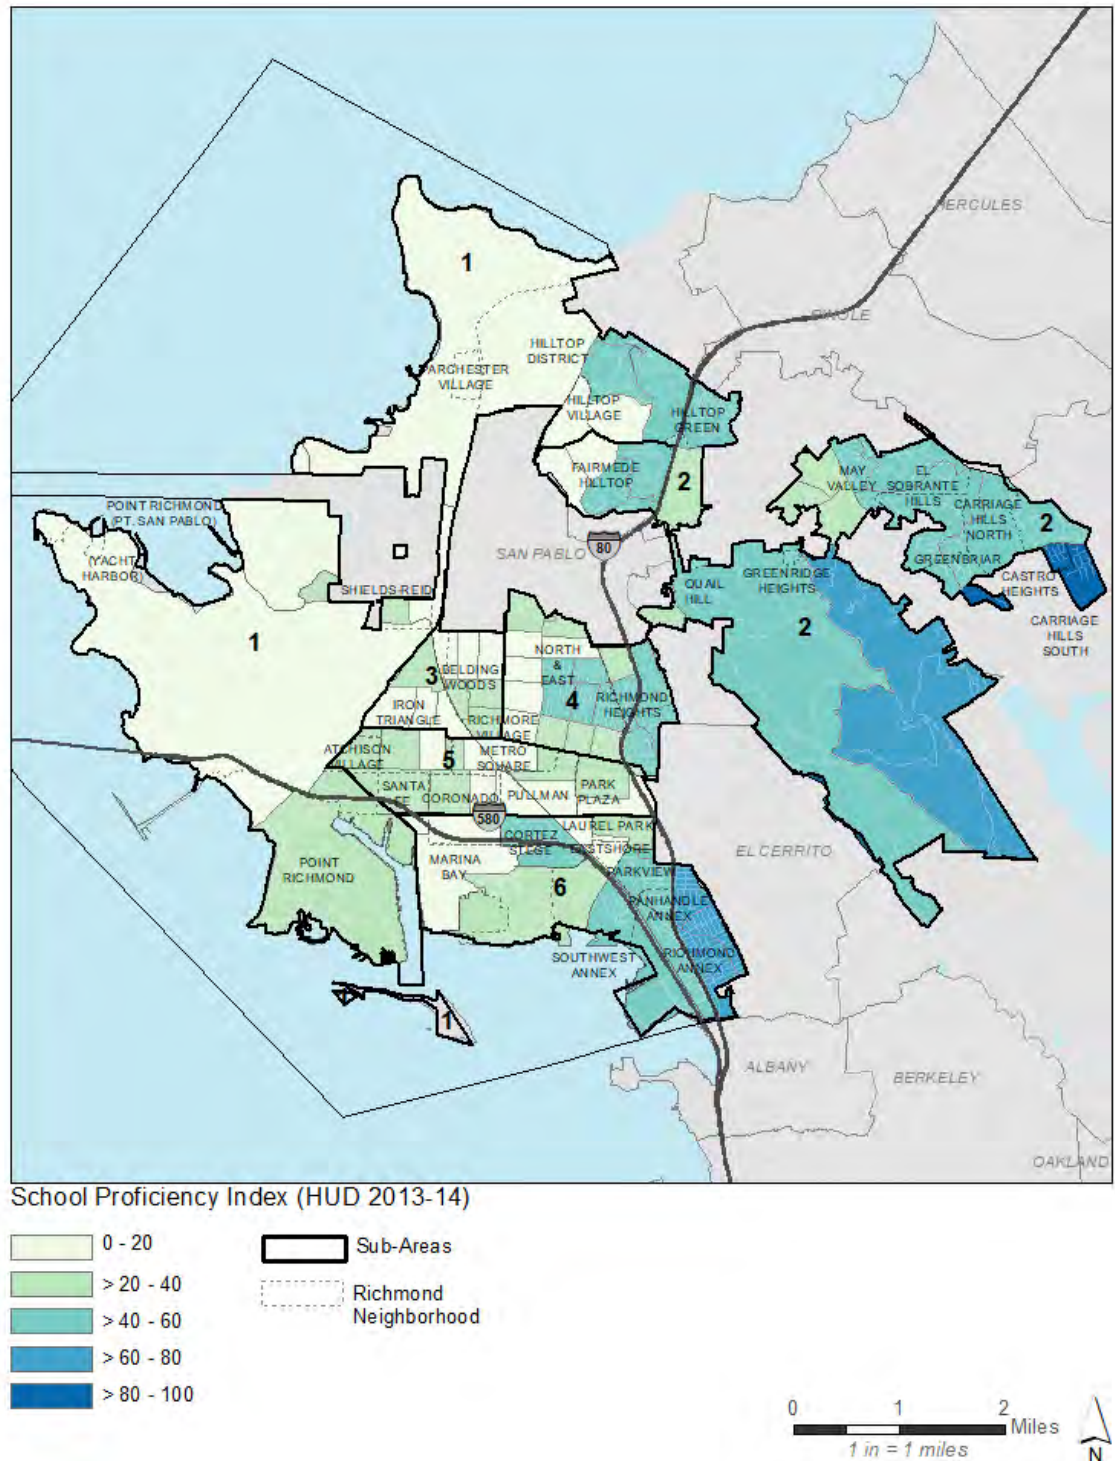 HERCULES
1
PINOLE
HILLTOP
DISTRICT
PARCHESTER
VILLAGE
HILLTOP
VILLAGE
HILLTOP
GREEN
FAIRMEDE
HILLTOP
2
MAY
VALLEY
EL
SOBRANTE
HILLS
CARRIAGE
HILLS
NORTH
2
POINT RICHMOND
(PT. SAN PABLO)
(YACHT
HARBOR)
SAN PABLO
80
GREENBRIAR
SHIELDS-REID
QUAIL
HILL
GREENRIDGE
HEIGHTS
CASTRO
HEIGHTS
CARRIAGE
HILLS
SOUTH
1
2
NORTH
&
EAST
3
BELDING
WOODS
4
RICHMOND
HEIGHTS
IRON
TRIANGLE
RICHMORE
VILLAGE
ATCHISON
VILLAGE
5
METRO
SQUARE
SANTA
FE
CORONADO
PULLMAN
PARK
PLAZA
580
CORTEZ
STEGE
LAUREL PARK
EASTSHORE
EL CERRITO
POINT
RICHMOND
MARINA
BAY
PARKVIEW
6
PANHANDLE
ANNEX
SOUTHWEST
ANNEX
RICHMOND
ANNEX
1
1
ALBANY
BERKELEY
OAKLAND
School Proficiency Index (HUD 2013-14)
0 - 20
> 20 - 40
> 40 - 60
> 60 - 80
> 80 - 100
Sub-Areas
Richmond
Neighborhood
0 1 2
Miles
1 in = 1 miles
N